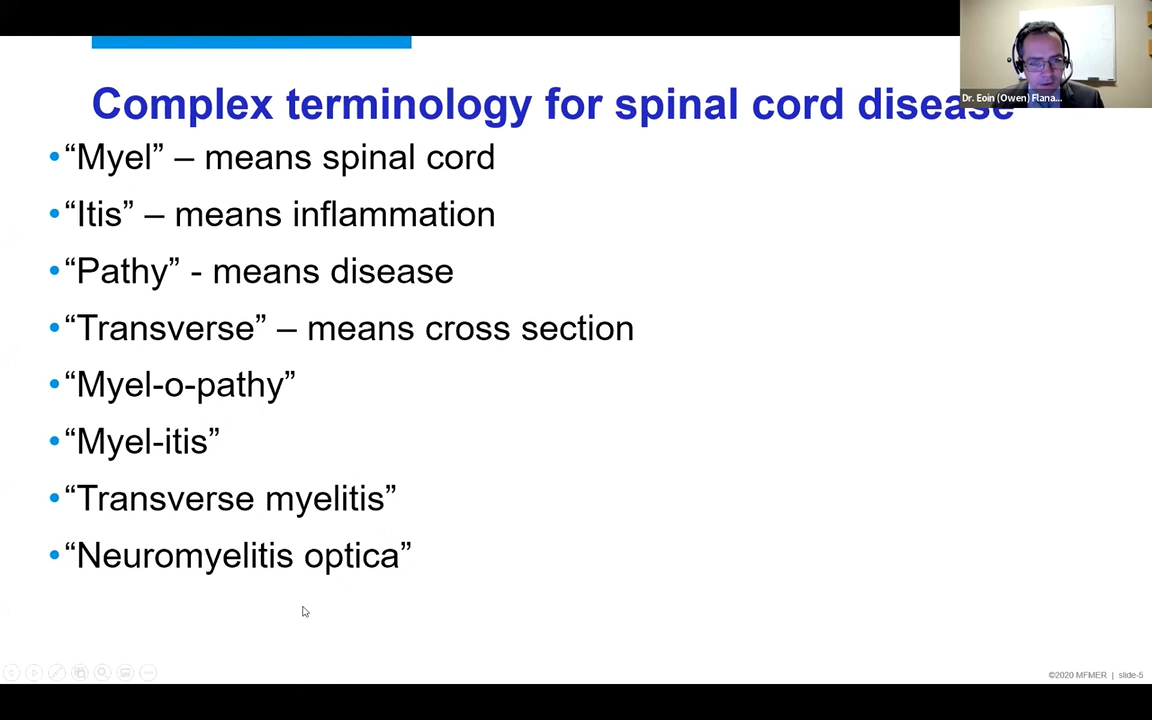 Complex terminology for spinal cord disease
Dr. Eoin (Owen) Flana...
•“Myel” – means spinal cord
•“Itis” – means inflammation
•“Pathy” - means disease
•“Transverse” – means cross section
•“Myel-o-pathy”
•“Myel-itis”
•“Transverse myelitis”
•“Neuromyelitis optica”
©2020 MFMER | slide-5